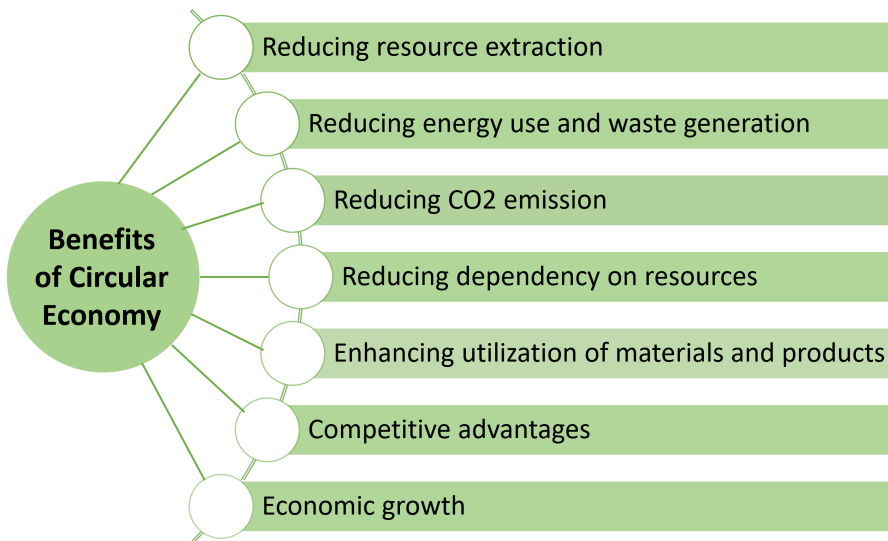 Benefits
of Circular
Economy
Reducing resource extraction
Reducing energy use and waste generation
Reducing CO2 emission
Reducing dependency on resources
Enhancing utilization of materials and products
Competitive advantages
Economic growth